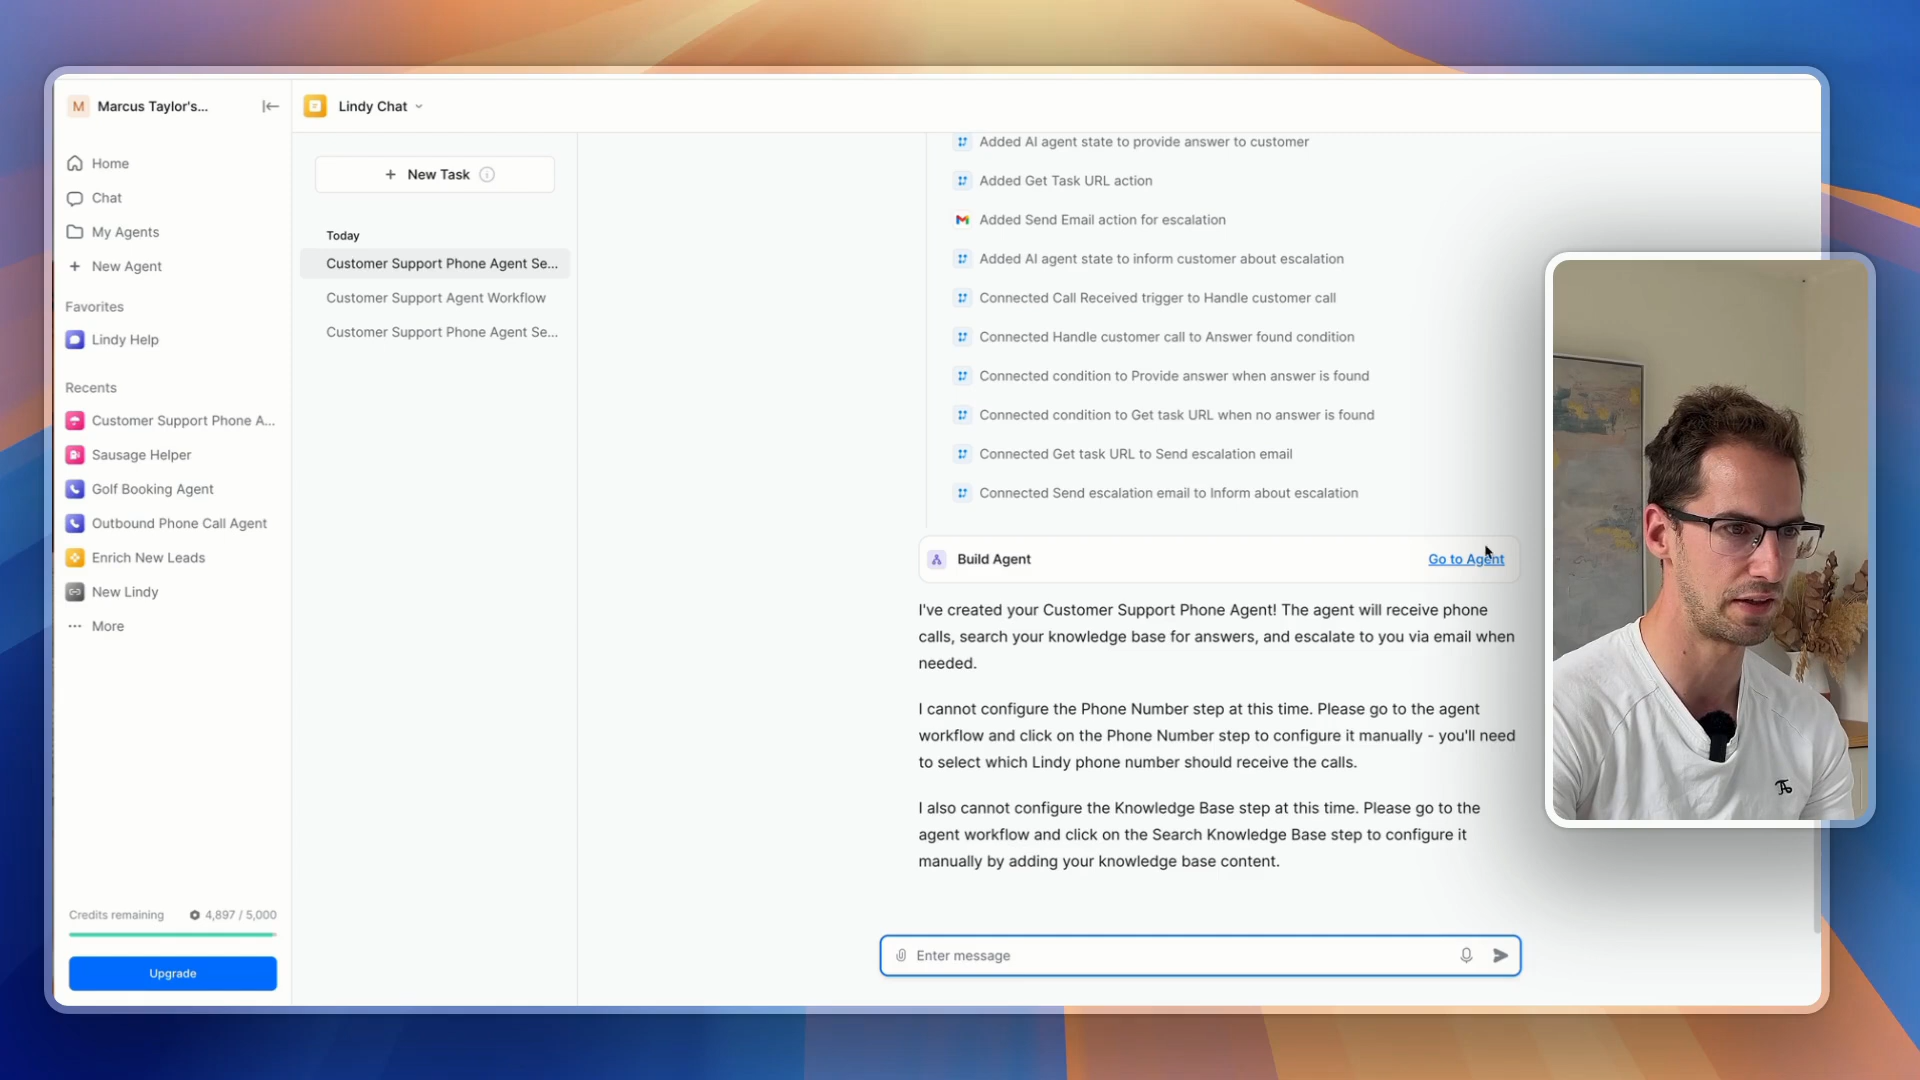 M Marcus Taylor's...
Home
Chat
My Agents
New Agent
Favorites
Lindy Help
Recents
Customer Support Phone A...
Sausage Helper
Golf Booking Agent
Outbound Phone Call Agent
Enrich New Leads
New Lindy
More
Credits remaining 4,897 / 5,000
Upgrade
Lindy Chat
+ New Task
Today
Customer Support Phone Agent Se...
Customer Support Agent Workflow
Customer Support Phone Agent Se...
Added AI agent state to provide answer to customer
Added Get Task URL action
Added Send Email action for escalation
Added AI agent state to inform customer about escalation
Connected Call Received trigger to Handle customer call
Connected Handle customer call to Answer found condition
Connected condition to Provide answer when answer is found
Connected condition to Get task URL when no answer is found
Connected Get task URL to Send escalation email
Connected Send escalation email to Inform about escalation
Build Agent Go to Agent
I've created your Customer Support Phone Agent! The agent will receive phone
calls, search your knowledge base for answers, and escalate to you via email when
needed.
I cannot configure the Phone Number step at this time. Please go to the agent
workflow and click on the Phone Number step to configure it manually - you'll need
to select which Lindy phone number should receive the calls.
I also cannot configure the Knowledge Base step at this time. Please go to the
agent workflow and click on the Search Knowledge Base step to configure it
manually by adding your knowledge base content.
Enter message